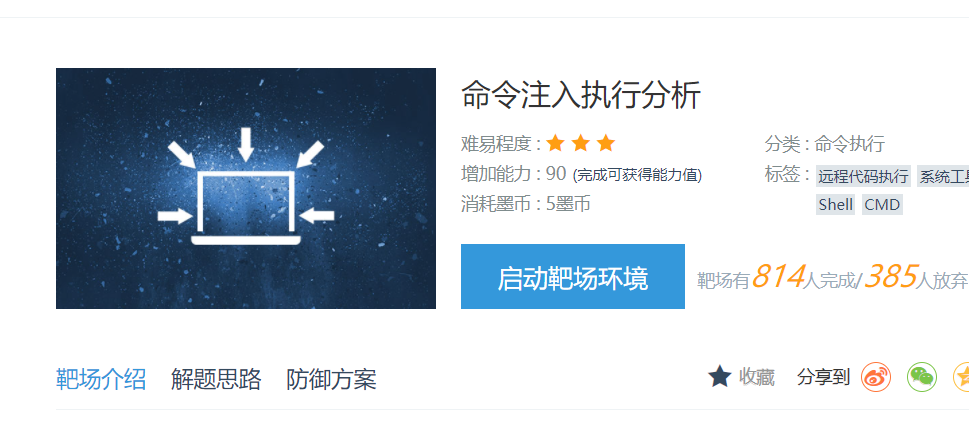 命令注入执行分析
难易程度 :
分类 : 命令执行
增加能力 : 90 (完成可获得能力值)
标签 : 远程代码执行 系统工
消耗墨币 : 5墨币
Shell CMD
启动靶场环境
靶场有814人完成/385人放弃
靶场介绍 解题思路 防御方案
收藏 分享到